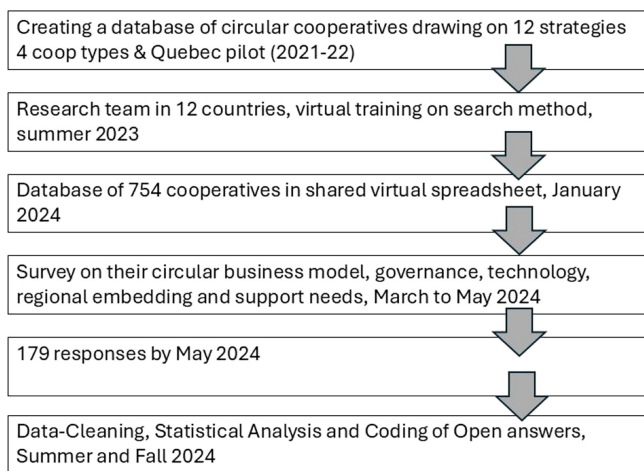 Creating a database of circular cooperatives drawing on 12 strategies
4 coop types & Quebec pilot (2021-22)
Research team in 12 countries, virtual training on search method,
summer 2023
Database of 754 cooperatives in shared virtual spreadsheet, January
2024
Survey on their circular business model, governance, technology,
regional embedding and support needs, March to May 2024
179 responses by May 2024
Data-Cleaning, Statistical Analysis and Coding of Open answers,
Summer and Fall 2024